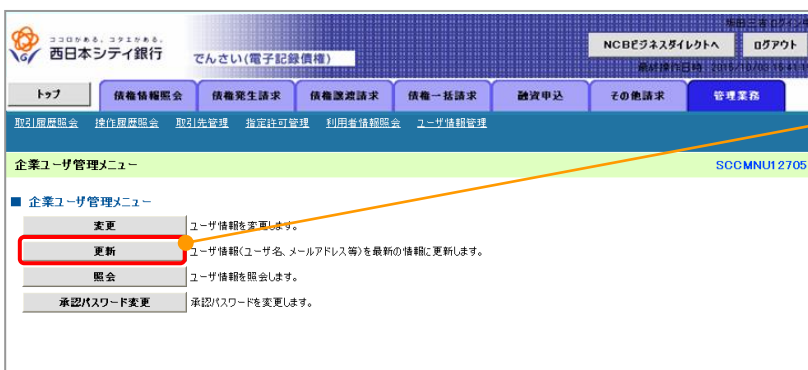 ココロがある。コタエがある。
西日本シティ銀行
でんさい(電子記録債権)
NCBビジネスダイレクトへ
ログアウト
トップ
債権情報照会
債権発生請求
債権譲渡請求
債権一括請求
融資申込
その他請求
管理業務
取引履歴照会 操作履歴照会 取引先管理 指定許可管理 利用者情報照会 ユーザ情報管理
企業ユーザ管理メニュー
SCCMNU12705
■ 企業ユーザ管理メニュー
変更 ユーザ情報を変更します。
更新 ユーザ情報(ユーザ名、メールアドレス等)を最新の情報に更新します。
照会 ユーザ情報を照会します。
承認パスワード変更 承認パスワードを変更します。